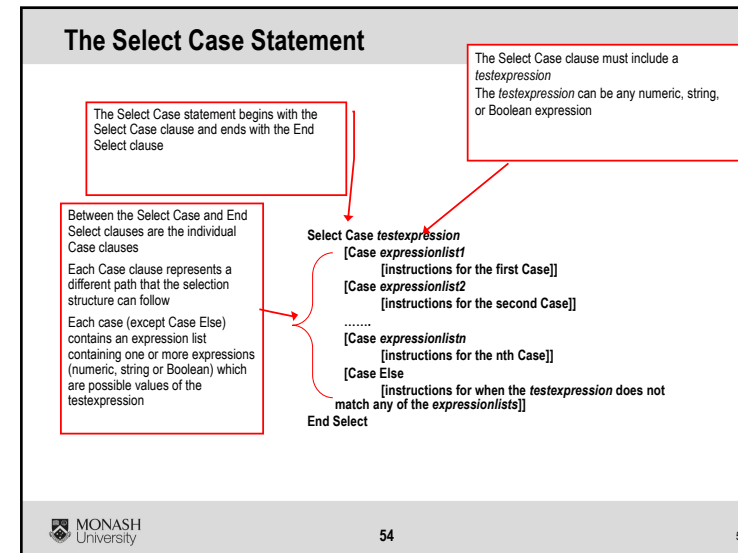 The Select Case Statement
The Select Case clause must include a
testexpression
The testexpression can be any numeric, string,
or Boolean expression
The Select Case statement begins with the
Select Case clause and ends with the End
Select clause
Between the Select Case and End
Select clauses are the individual
Case clauses
Each Case clause represents a
different path that the selection
structure can follow
Each case (except Case Else)
contains an expression list
containing one or more expressions
(numeric, string or Boolean) which
are possible values of the
testexpression
Select Case testexpression
[Case expressionlist1
[instructions for the first Case]]
[Case expressionlist2
[instructions for the second Case]]
…….
[Case expressionlistn
[instructions for the nth Case]]
[Case Else
[instructions for when the testexpression does not
match any of the expressionlists]]
End Select
MONASH
University
54